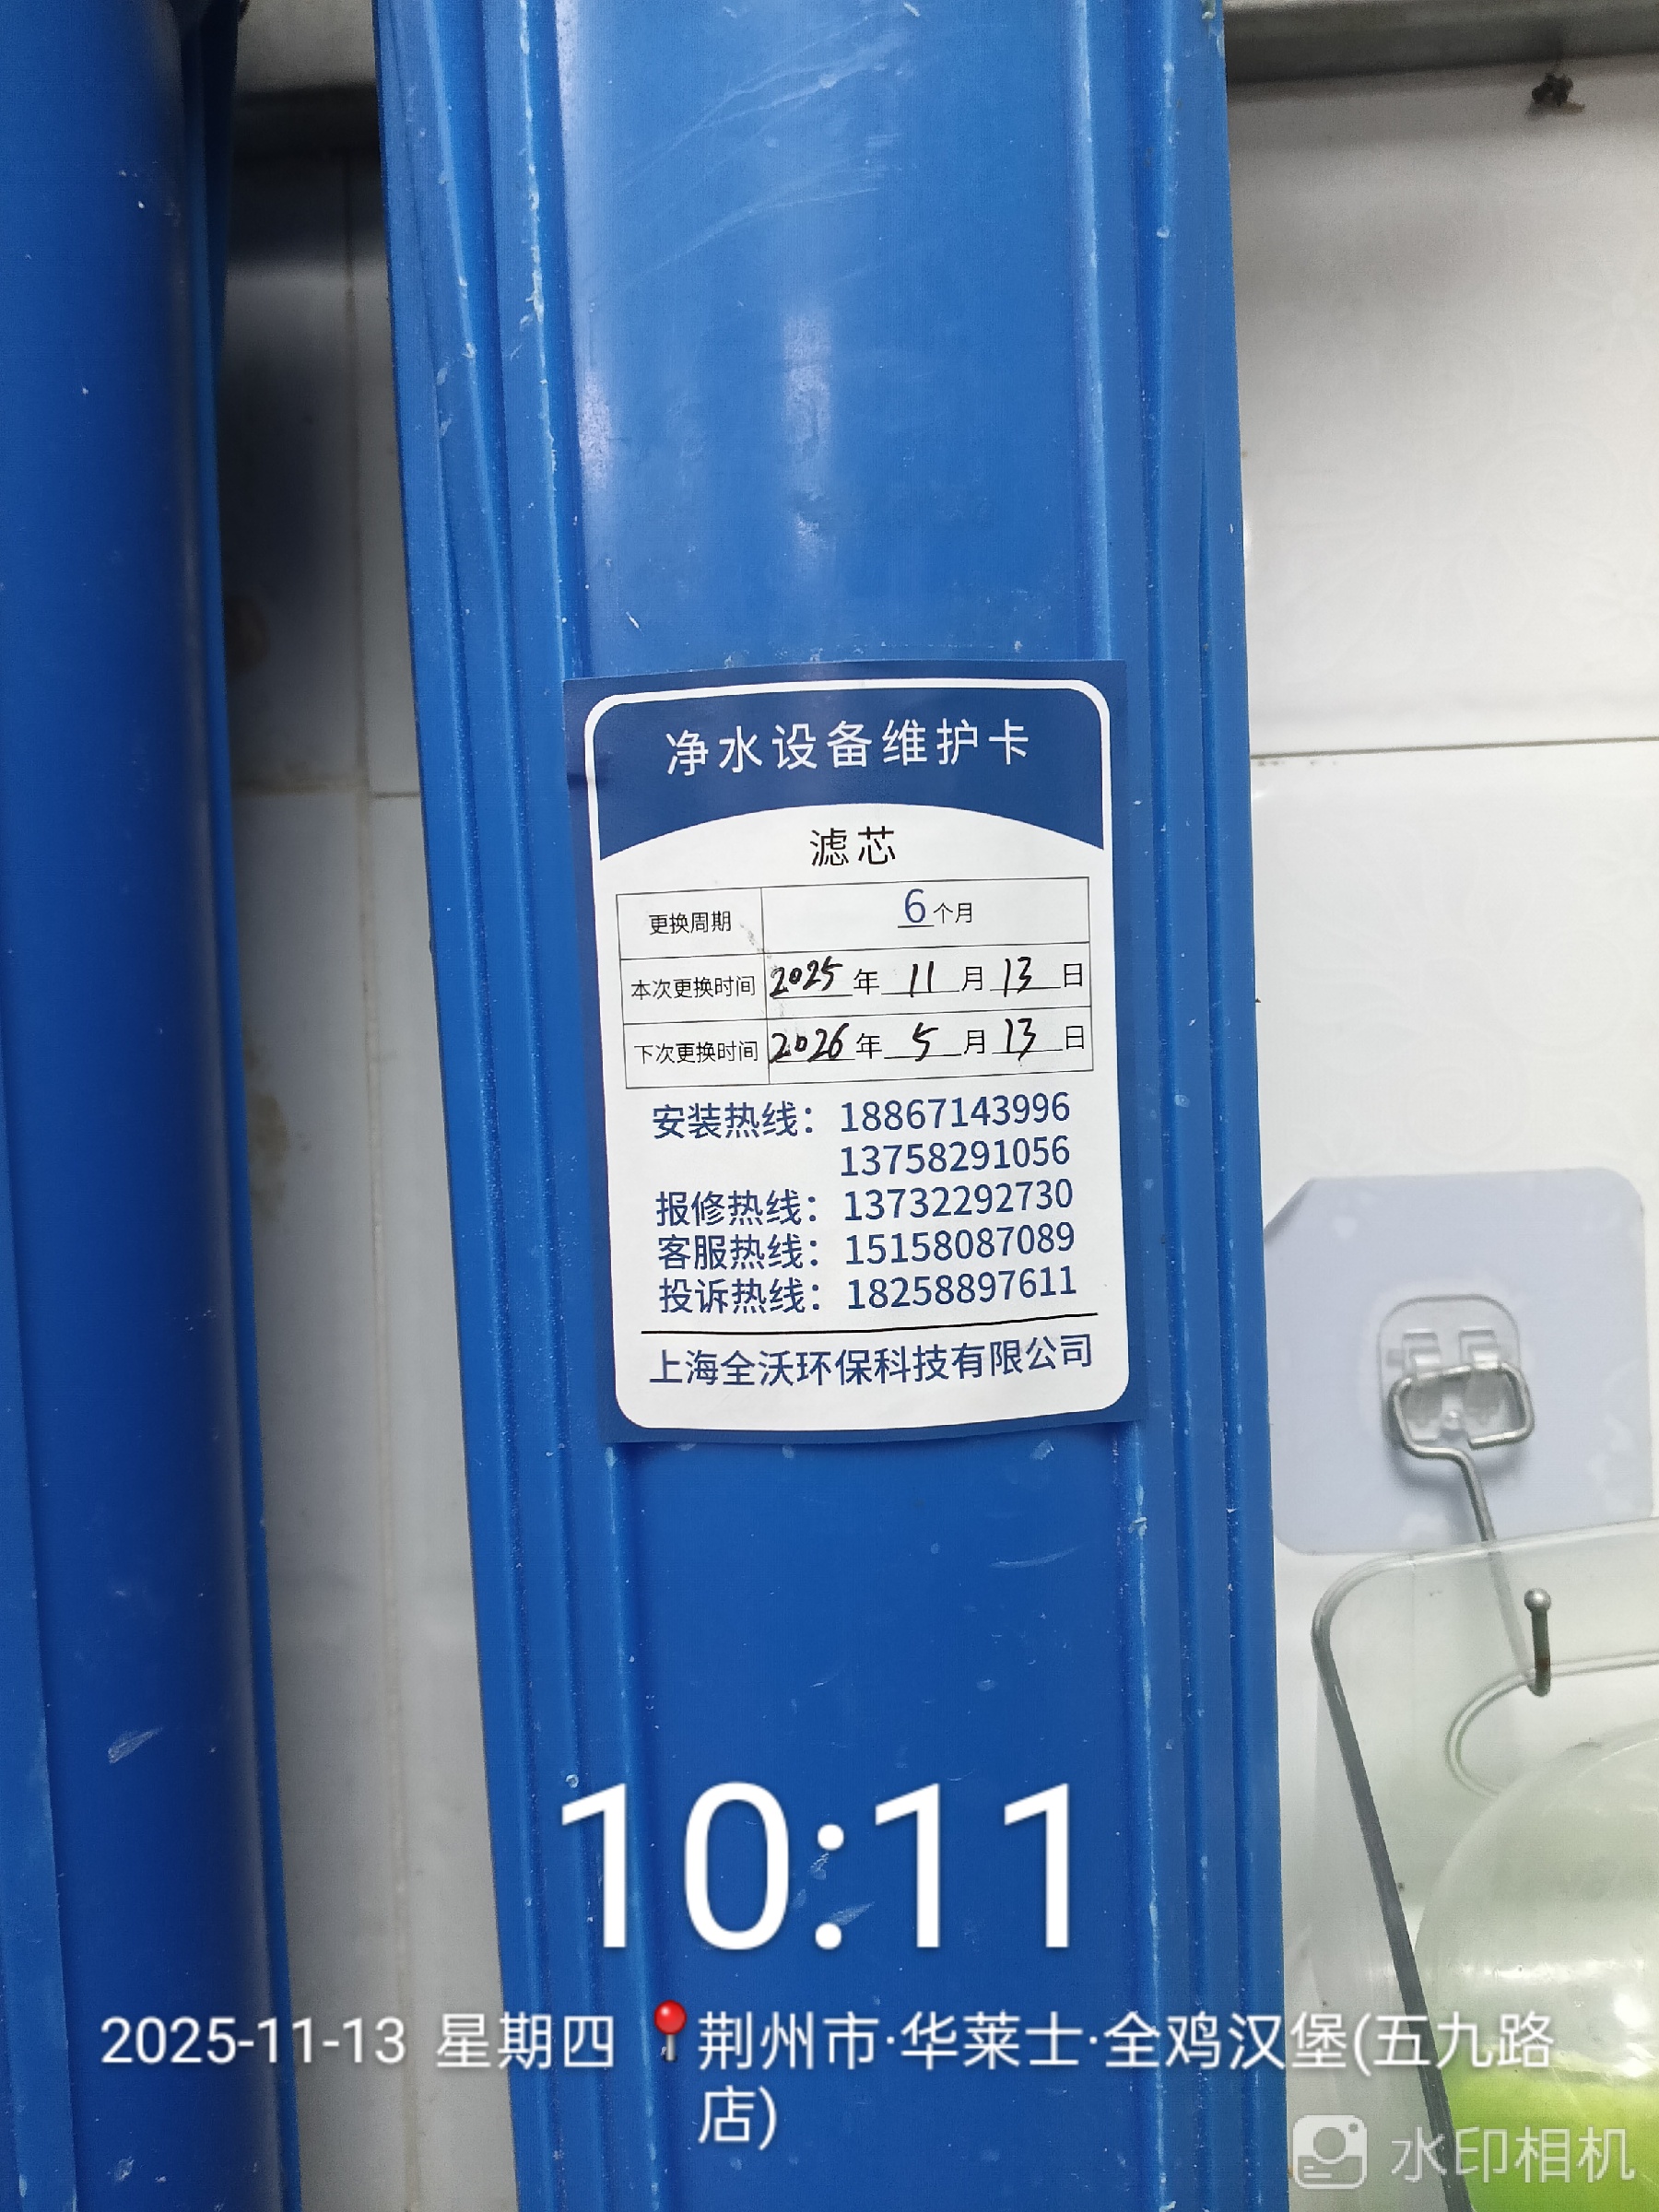 净水设备维护卡
滤芯
更换周期 6个月
本次更换时间 2025年11月13日
下次更换时间 2026年5月13日
安装热线：18867143996
13758291056
报修热线：13732292730
客服热线：15158087089
投诉热线：18258897611
上海全沃环保科技有限公司
10:11
2025-11-13 星期四 荆州市·华莱士·全鸡汉堡(五九路
店)
水印相机